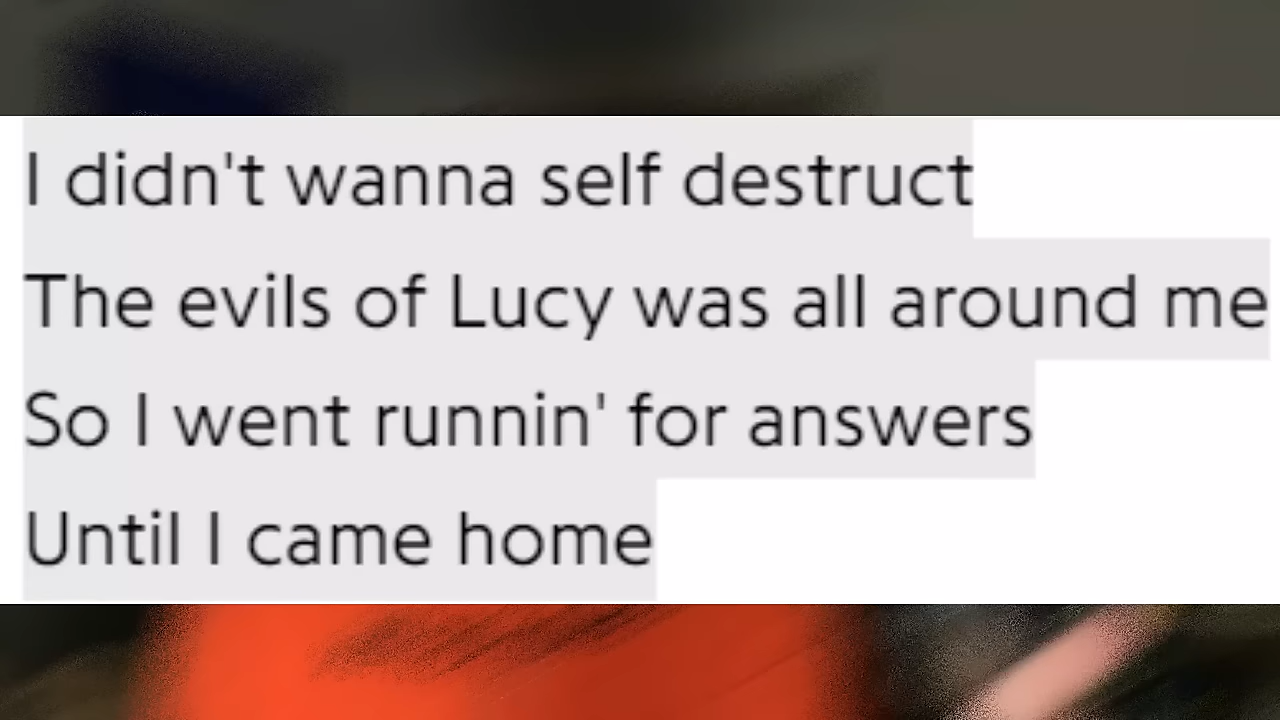 I didn't wanna self destruct
The evils of Lucy was all around me
So I went runnin' for answers
Until I came home